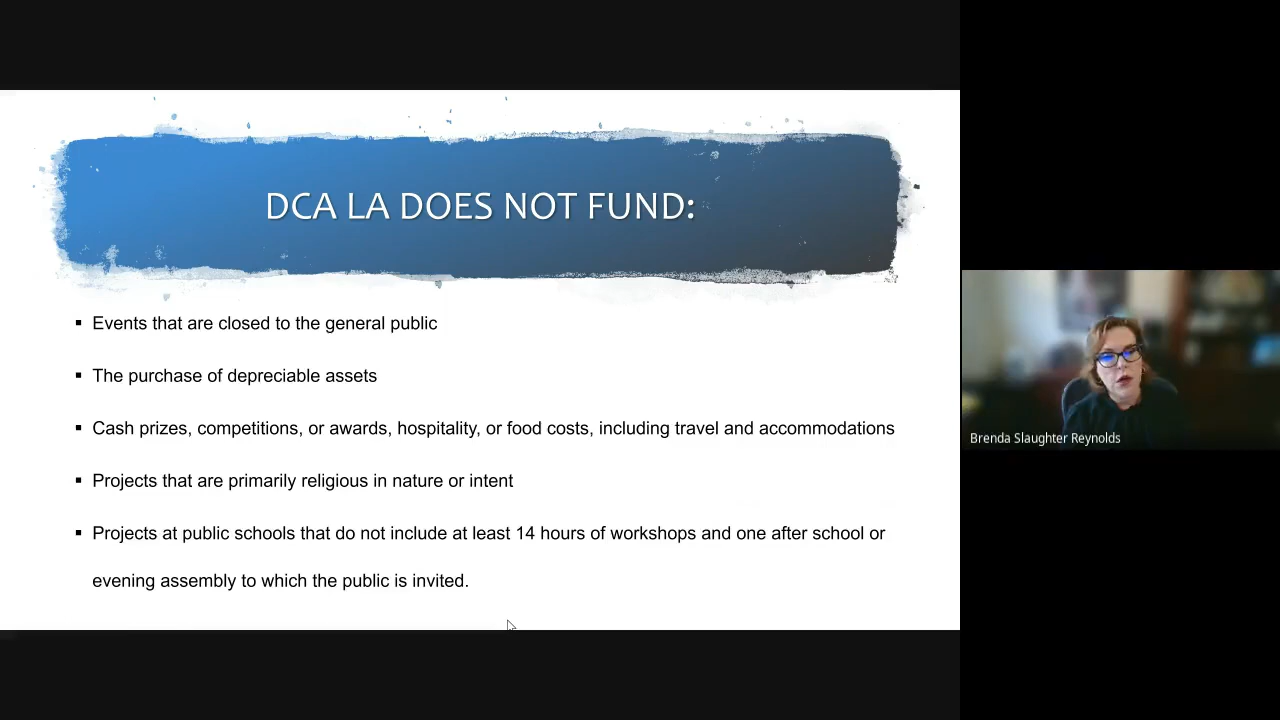 DCA LA DOES NOT FUND:
▪ Events that are closed to the general public
▪ The purchase of depreciable assets
▪ Cash prizes, competitions, or awards, hospitality, or food costs, including travel and accommodations
▪ Projects that are primarily religious in nature or intent
▪ Projects at public schools that do not include at least 14 hours of workshops and one after school or
evening assembly to which the public is invited.
Brenda Slaughter Reynolds